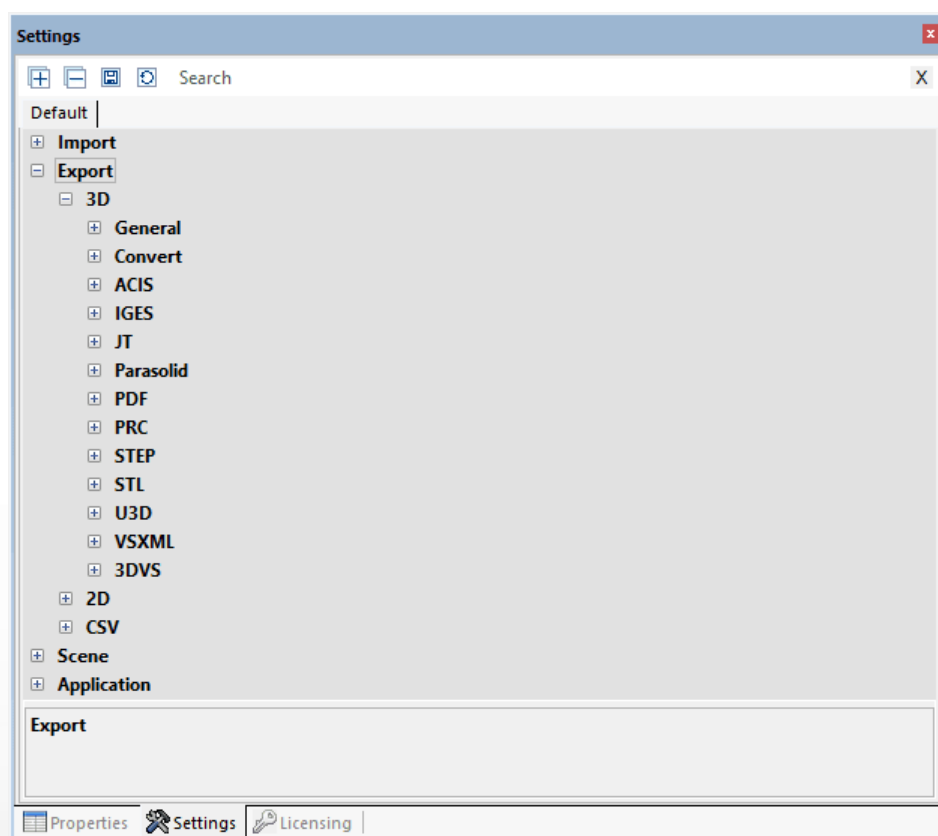 Settings
Search X
Default
Import
Export
3D
General
Convert
ACIS
IGES
JT
Parasolid
PDF
PRC
STEP
STL
U3D
VSXML
3DVS
2D
CSV
Scene
Application
Export
Properties Settings Licensing